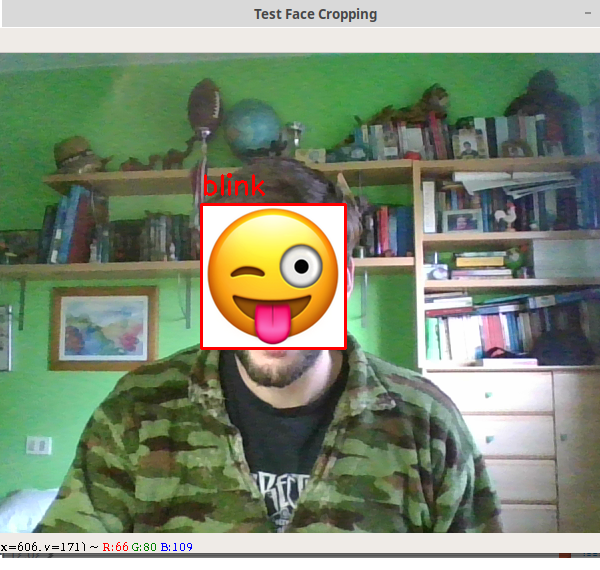 Test Face Cropping
blink
x=606, y=171) ~ R:66 G:80 B:109